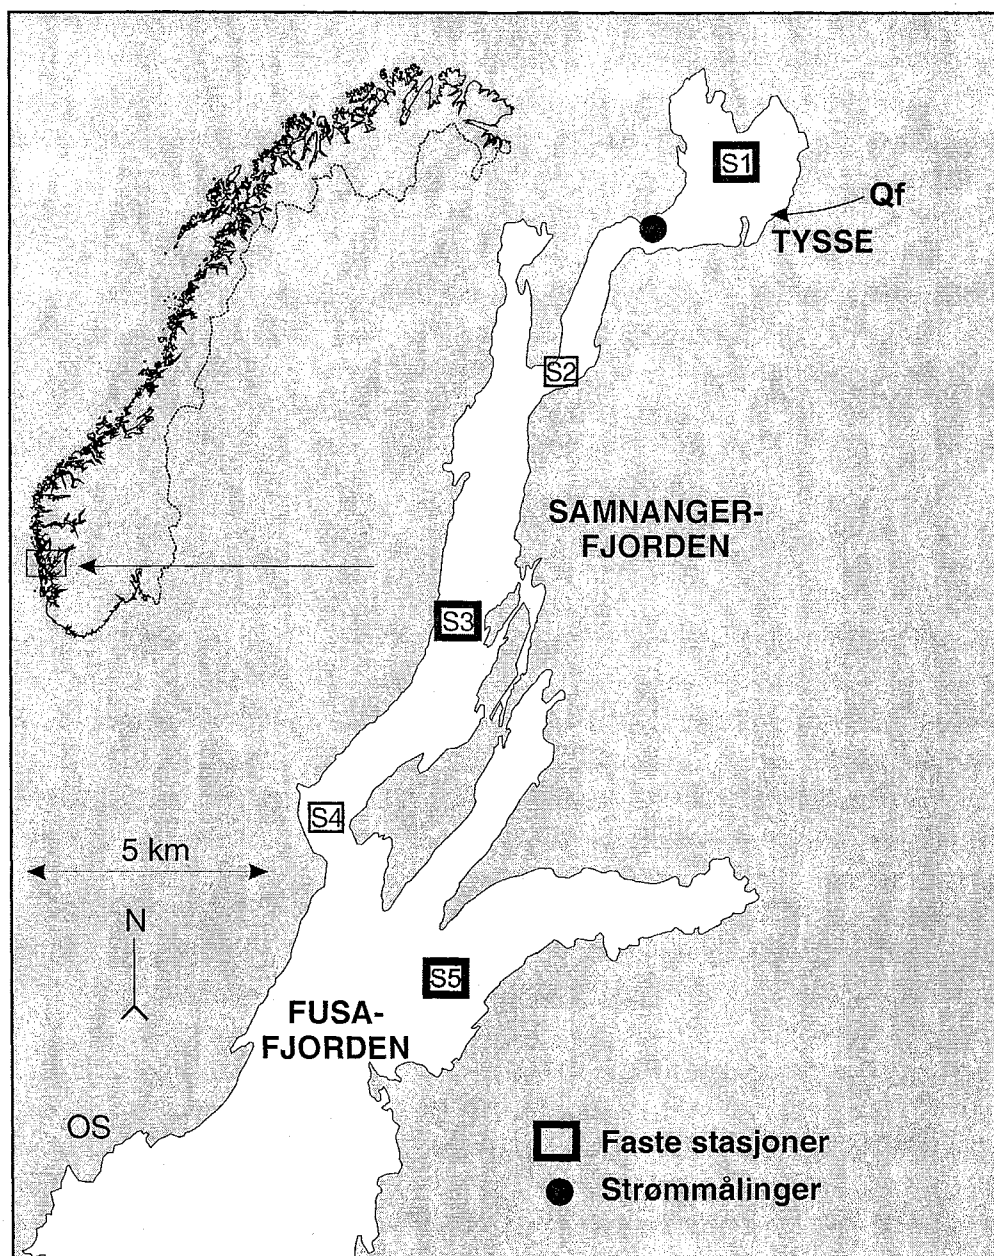 S1
Qf
TYSSE
S2
SAMNANGER-
FJORDEN
S3
S4
5 km
N
S5
FUSA-
FJORDEN
OS
Faste stasjoner
Strømmålinger